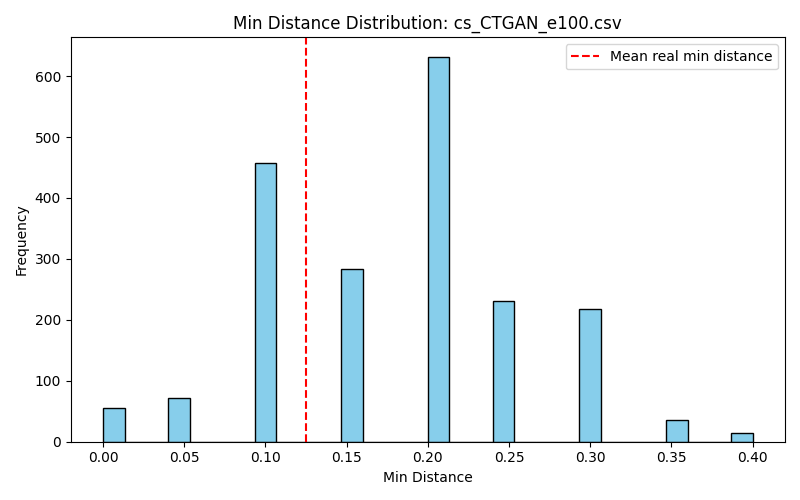 Min Distance Distribution: cs_CTGAN_e100.csv
Mean real min distance
Frequency
600
500
400
300
200
100
0
0.00 0.05 0.10 0.15 0.20 0.25 0.30 0.35 0.40
Min Distance